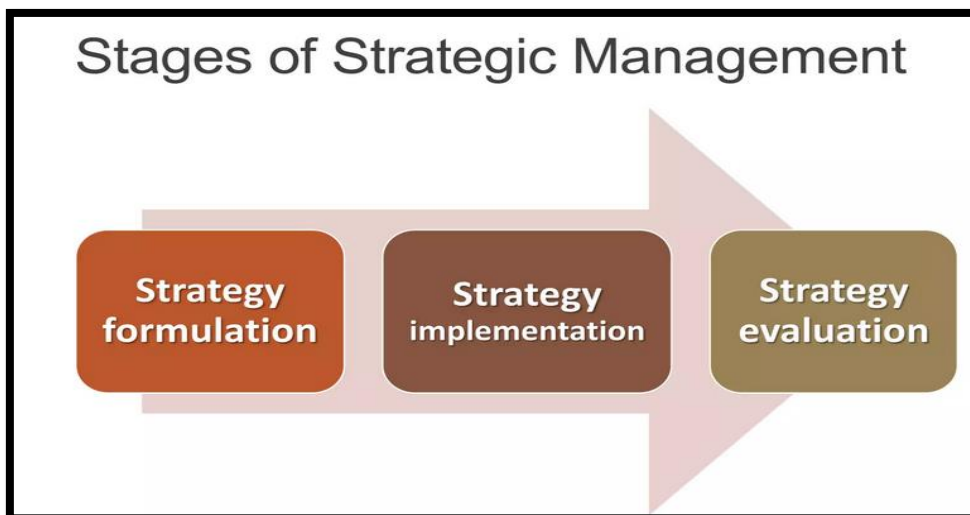 Stages of Strategic Management
Strategy
formulation
Strategy
implementation
Strategy
evaluation